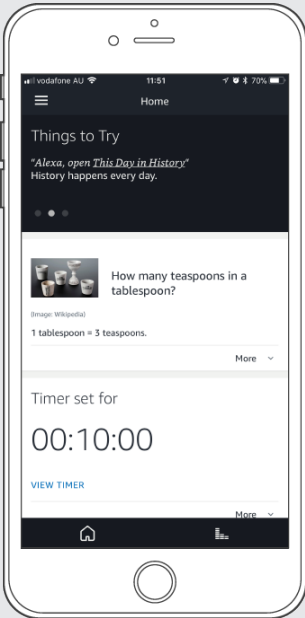 vodafone AU 11:51 70%
Home
Things to Try
"Alexa, open This Day in History"
History happens every day.
How many teaspoons in a
tablespoon?
(Image: Wikipedia)
1 tablespoon = 3 teaspoons.
More
Timer set for
00:10:00
VIEW TIMER
More